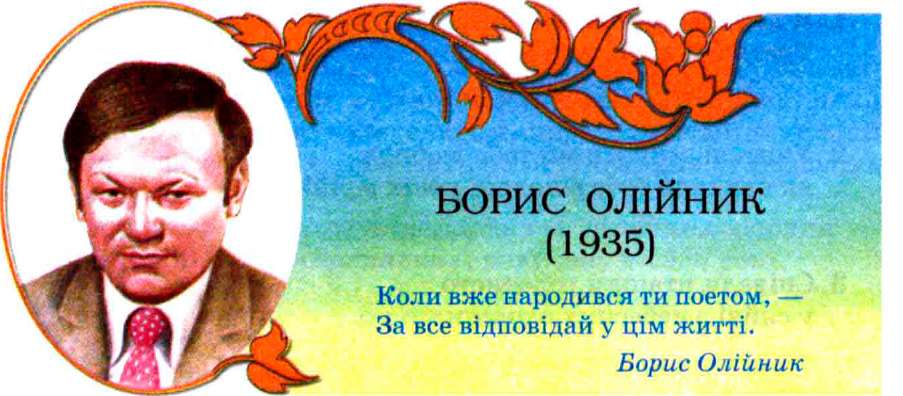 БОРИС ОЛІЙНИК
(1935)
Коли вже народився ти поетом, —
За все відповідай у цім житті.
Борис Олійник